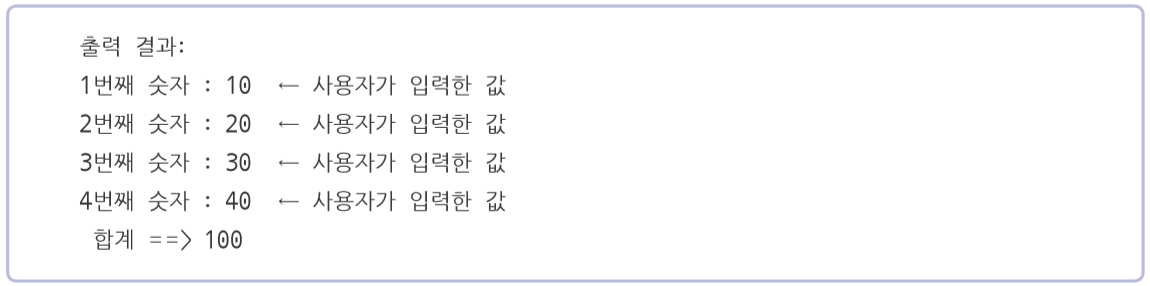 출력 결과:
1번째 숫자 : 10  ← 사용자가 입력한 값
2번째 숫자 : 20  ← 사용자가 입력한 값
3번째 숫자 : 30  ← 사용자가 입력한 값
4번째 숫자 : 40  ← 사용자가 입력한 값
 합계 ==> 100